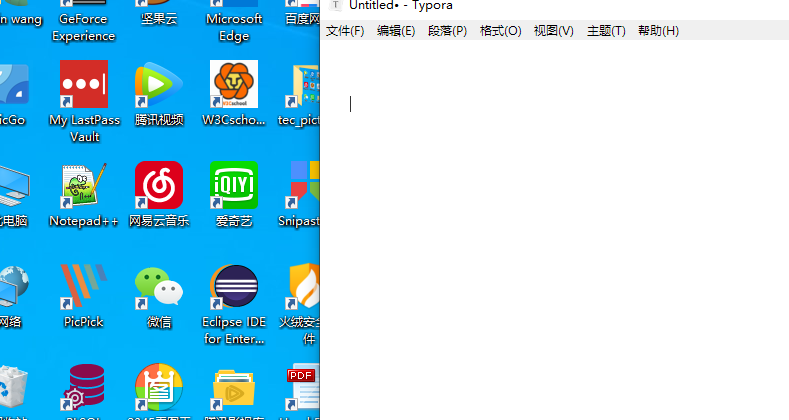 n wang
GeForce
Experience
坚果云
Microsoft
Edge
百度网
icGo
My LastPass
Vault
腾讯视频
W3Cschool
W3Cscho...
tec_pict
电脑
Notepad++
网易云音乐
iQIYI
爱奇艺
Snipast
网络
PicPick
微信
Eclipse IDE
for Enter...
火绒安全
件
图
PDF
T Untitled• - Typora
文件(F) 编辑(E) 段落(P) 格式(O) 视图(V) 主题(T) 帮助(H)